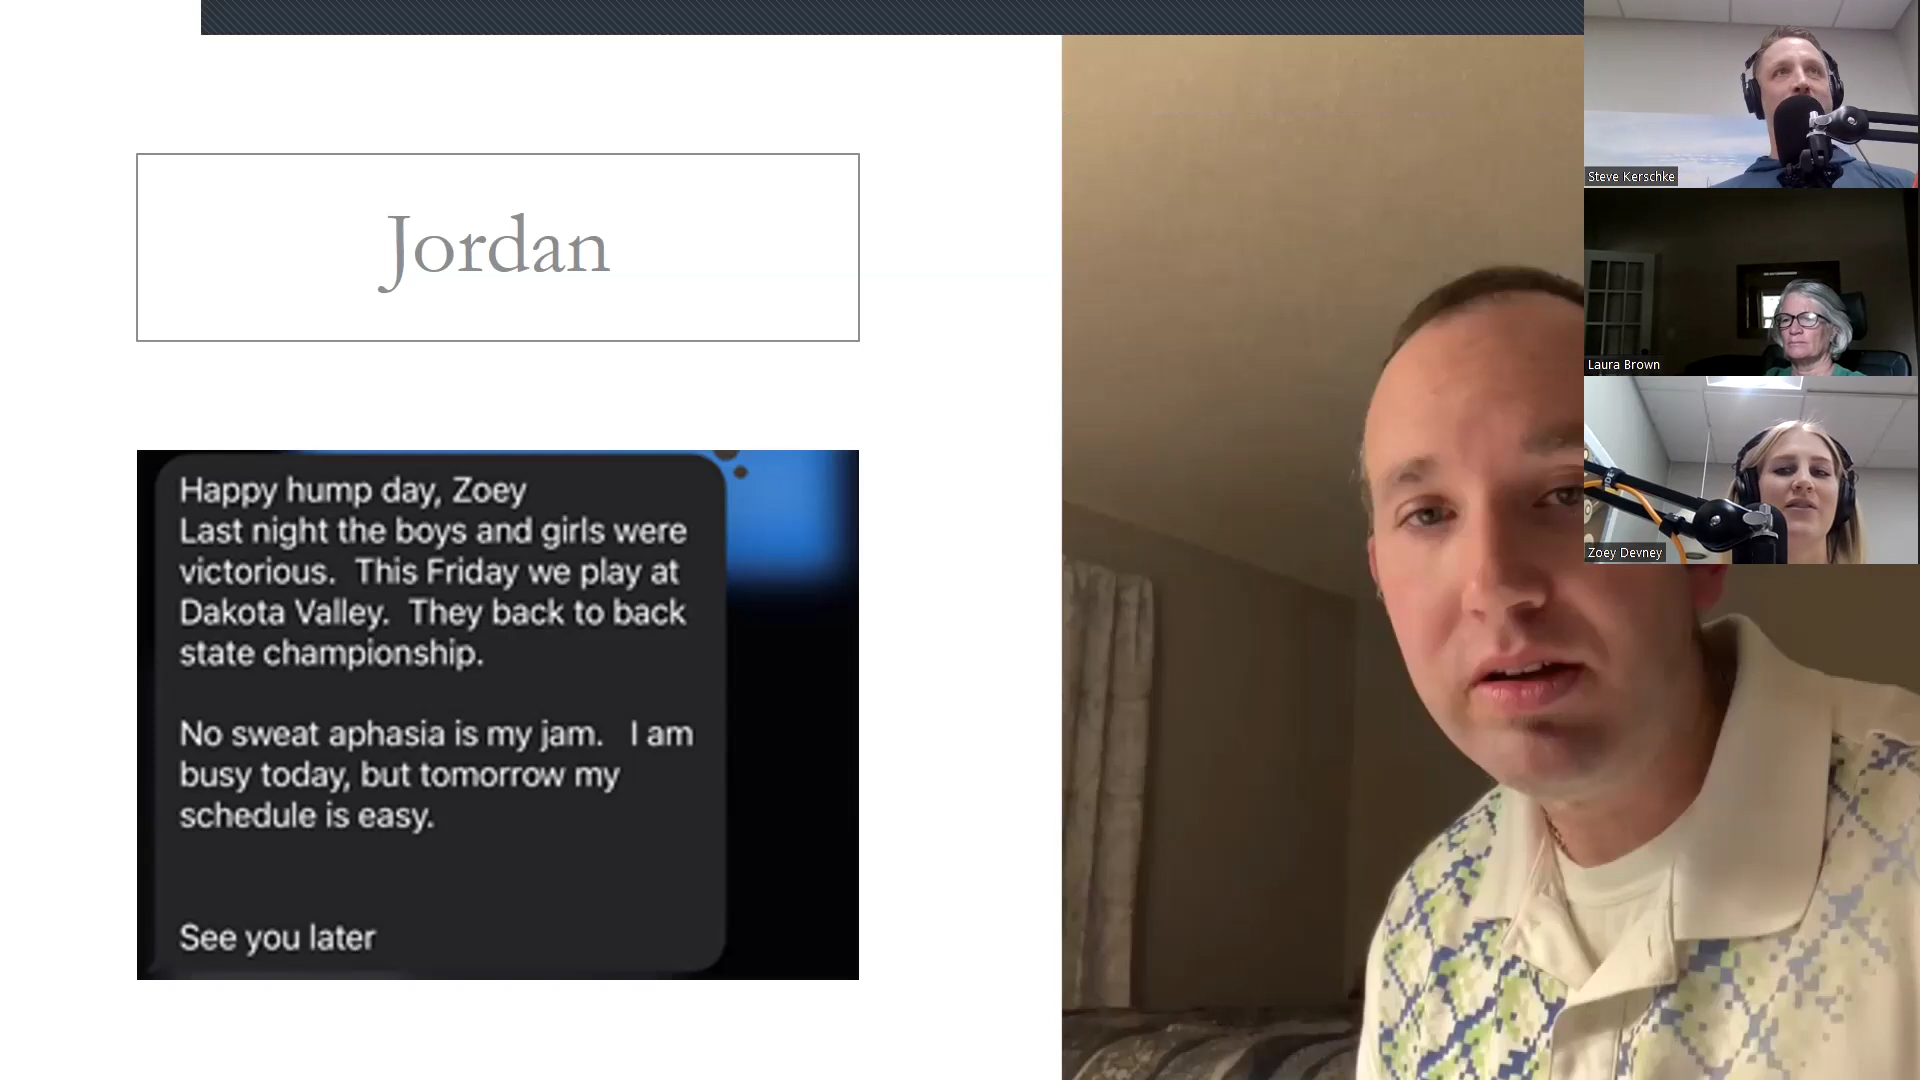 Jordan
Happy hump day, Zoey
Last night the boys and girls were
victorious.  This Friday we play at
Dakota Valley.  They back to back
state championship.
No sweat aphasia is my jam.   I am
busy today, but tomorrow my
schedule is easy.
See you later
Steve Kerschke
Laura Brown
Zoey Devney